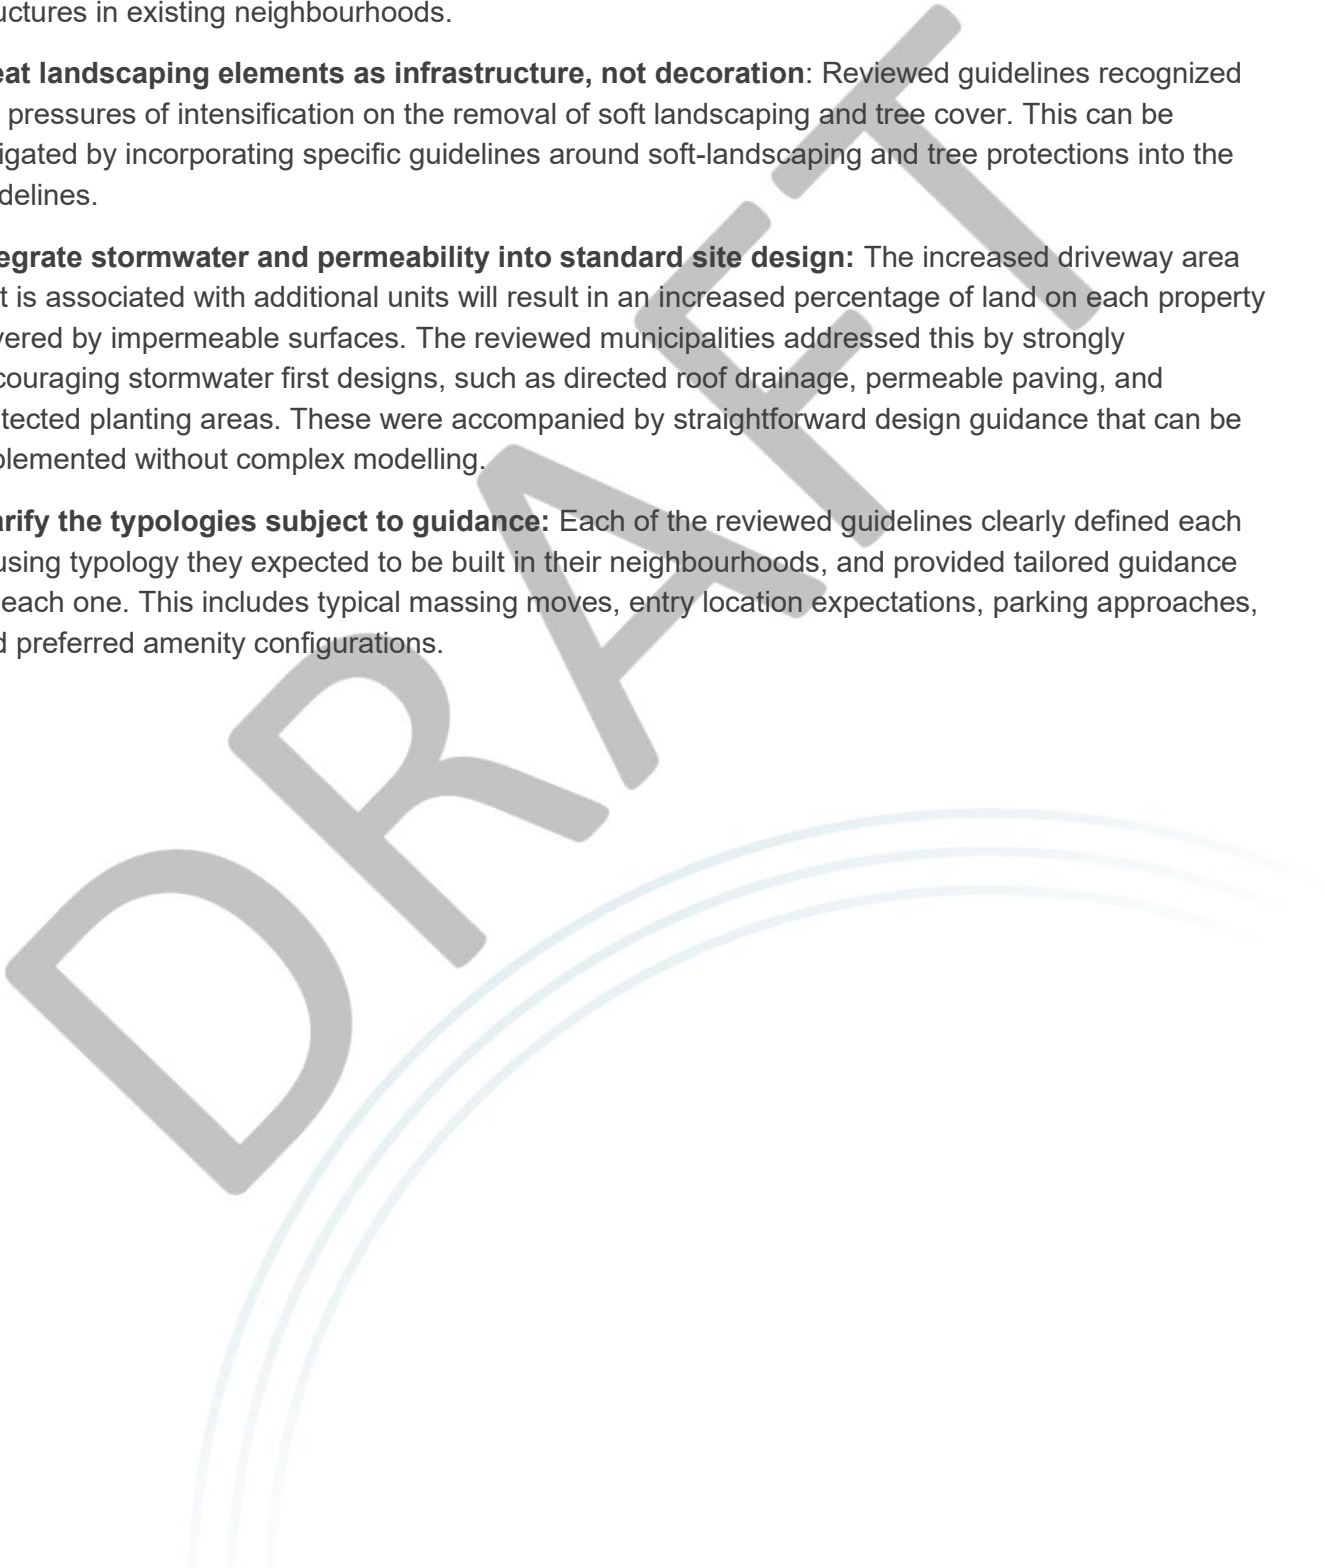 uctures in existing neighbourhoods.
eat landscaping elements as infrastructure, not decoration: Reviewed guidelines recognized
pressures of intensification on the removal of soft landscaping and tree cover. This can be
igated by incorporating specific guidelines around soft-landscaping and tree protections into the
delines.
egrate stormwater and permeability into standard site design: The increased driveway area
t is associated with additional units will result in an increased percentage of land on each property
vered by impermeable surfaces. The reviewed municipalities addressed this by strongly
couraging stormwater first designs, such as directed roof drainage, permeable paving, and
tected planting areas. These were accompanied by straightforward design guidance that can be
plemented without complex modelling.
arify the typologies subject to guidance: Each of the reviewed guidelines clearly defined each
using typology they expected to be built in their neighbourhoods, and provided tailored guidance
each one. This includes typical massing moves, entry location expectations, parking approaches,
d preferred amenity configurations.
DRAFT